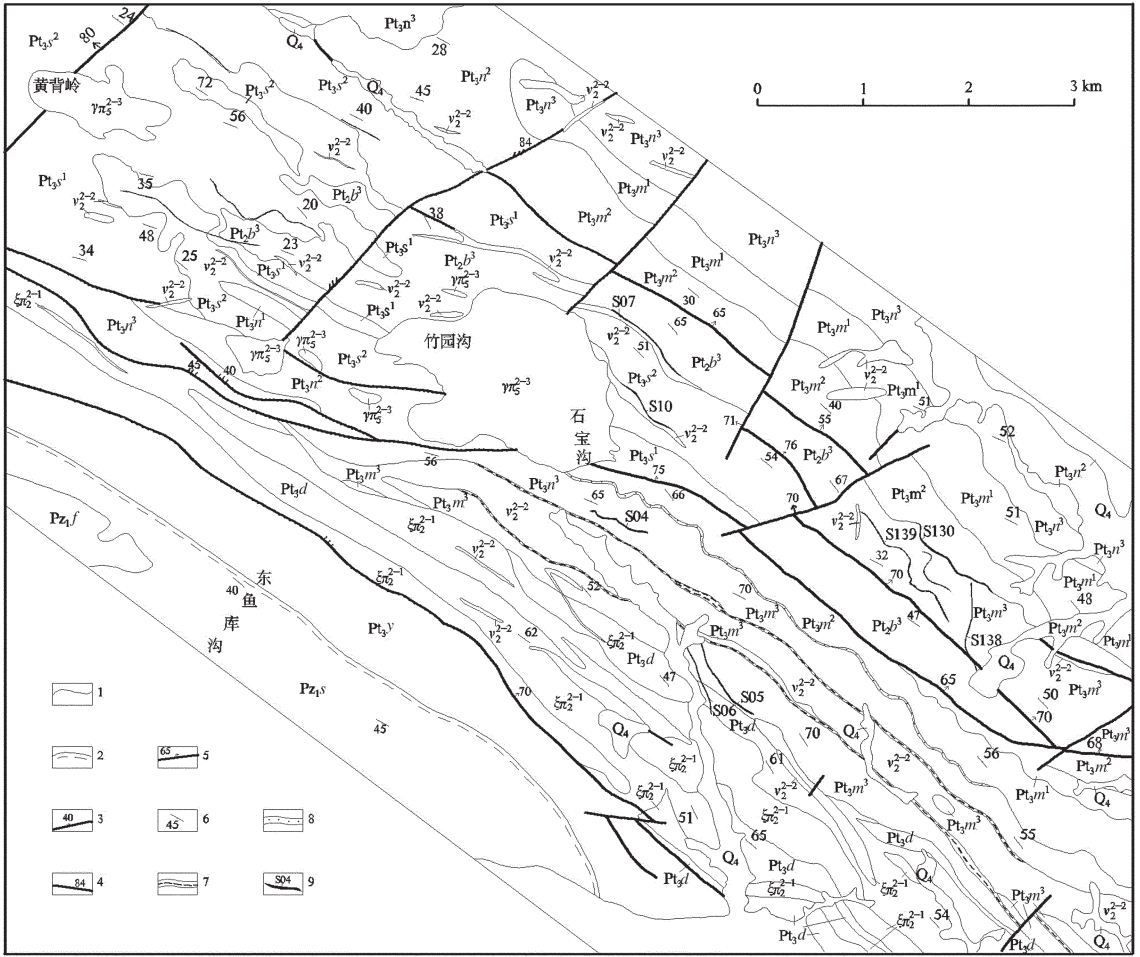 Pt₃n³
24
Q₄
28
Pt₃s²
80
黄背岭
γπ₅²⁻³
72
Pt₃s²
56
Pt₃s²
Q₄
45
Pt₃n²
40
ν₂²⁻²
ν₂²⁻²
84
Pt₃n³
ν₂²⁻²
ν₂²⁻²
Pt₃n³
ν₂²⁻²
0
1
2
3 km
Pt₃s¹
ν₂²⁻²
35
20
Pt₂b³
38
Pt₃s¹
Pt₃m²
Pt₃m¹
Pt₃n³
34
48
Pt₂b³
23
25
ν₂²⁻²
Pt₃s¹
ν₂²⁻²
Pt₃s¹
Pt₂b³
ν₂²⁻²
Pt₃m²
Pt₃m¹
ξπ₂²⁻¹
Pt₃n³
ν₂²⁻²
Pt₃s²
Pt₃n¹
ν₂²⁻²
γπ₅²⁻³
ν₂²⁻²
Pt₃s¹
S07
30
65
65
ν₂²⁻²
51
Pt₂b³
Pt₃s²
Pt₃m¹
Pt₃n³
γπ₅²⁻³
γπ₅²⁻³
Pt₃s²
竹园沟
45
40
Pt₃n²
γπ₅²⁻³
γπ₅²⁻³
S10
ν₂²⁻²
石宝沟
Pt₃m²
ν₂²⁻²
Pt₃m¹
40
51
55
71
76
54
Pt₂b³
67
52
Pt₃n²
56
Pt₃m³
Pt₃d
Pt₃m³
Pt₃n³
Pt₃s¹
75
66
65
S04
70
Pt₃m²
Pt₃m¹
51
Pt₃n³
Q₄
Pt₃n³
Pz₁f
ξπ₂²⁻¹
ν₂²⁻²
ν₂²⁻²
ν₂²⁻²
S139
S130
32
70
东鱼库沟
40
ξπ₂²⁻¹
52
70
Pt₃m³
Pt₃m²
Pt₂b³
47
Pt₃m³
S138
Pt₃m¹
48
Pt₃m²
Pt₃m¹
Pt₃y
ν₂²⁻²
62
ξπ₂²⁻¹
Pt₃d
Pt₃m³
47
Q₄
ν₂²⁻²
Pt₃m³
50
70
68
Pt₃m³
Pt₃m²
Pz₁s
70
ξπ₂²⁻¹
S05
S06
Pt₃d
ν₂²⁻²
65
45
Q₄
70
Q₄
ν₂²⁻²
56
Pt₃m¹
Q₄
ξπ₂²⁻¹
61
ν₂²⁻²
Pt₃m³
ξπ₂²⁻¹
51
ξπ₂²⁻¹
65
Pt₃m³
55
Pt₃d
Q₄
Pt₃d
ξπ₂²⁻¹
Pt₃d
Pt₃d
Q₄
ξπ₂²⁻¹
ξπ₂²⁻¹
54
Pt₃m³
Pt₃d
ν₂²⁻²
Q₄
1
2
65 5
40 3
45 6
8
84 4
7
S04 9